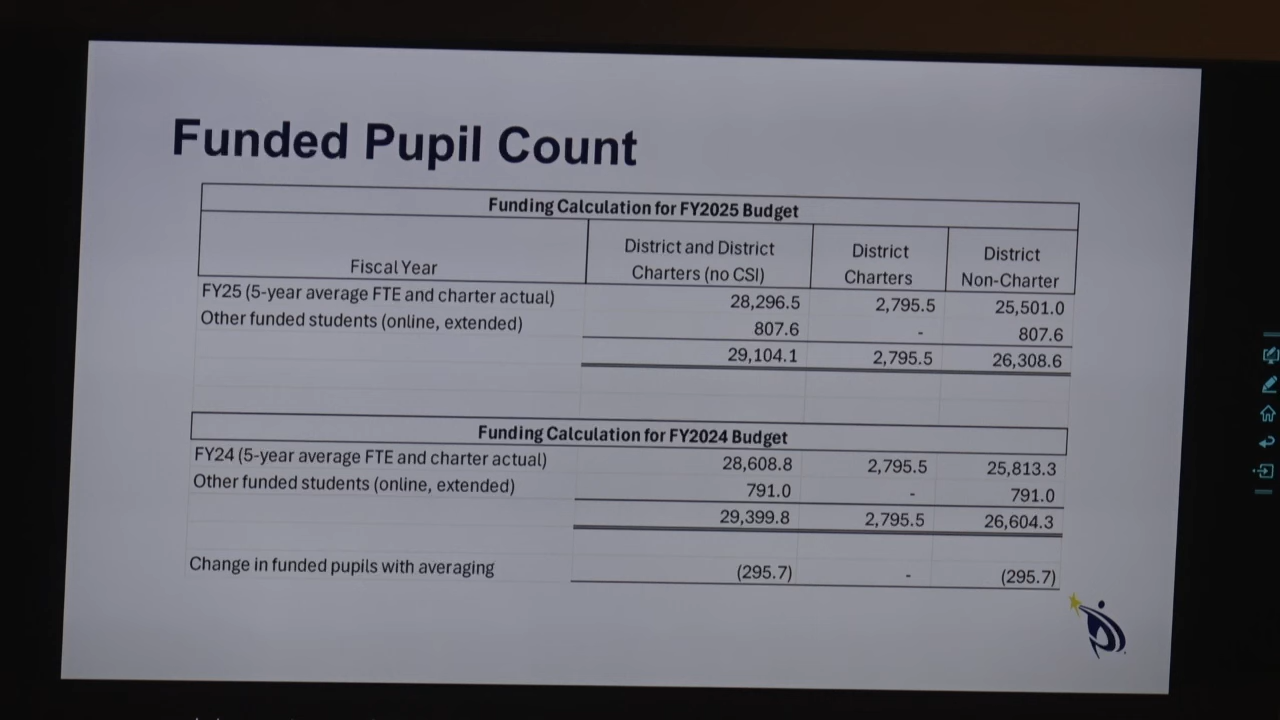 Funded Pupil Count
Funding Calculation for FY2025 Budget
Fiscal Year District and District Charters (no CSI) District Charters District Non-Charter
FY25 (5-year average FTE and charter actual) 28,296.5 2,795.5 25,501.0
Other funded students (online, extended) 807.6 - 807.6
29,104.1 2,795.5 26,308.6
Funding Calculation for FY2024 Budget
FY24 (5-year average FTE and charter actual) 28,608.8 2,795.5 25,813.3
Other funded students (online, extended) 791.0 - 791.0
29,399.8 2,795.5 26,604.3
Change in funded pupils with averaging (295.7) - (295.7)